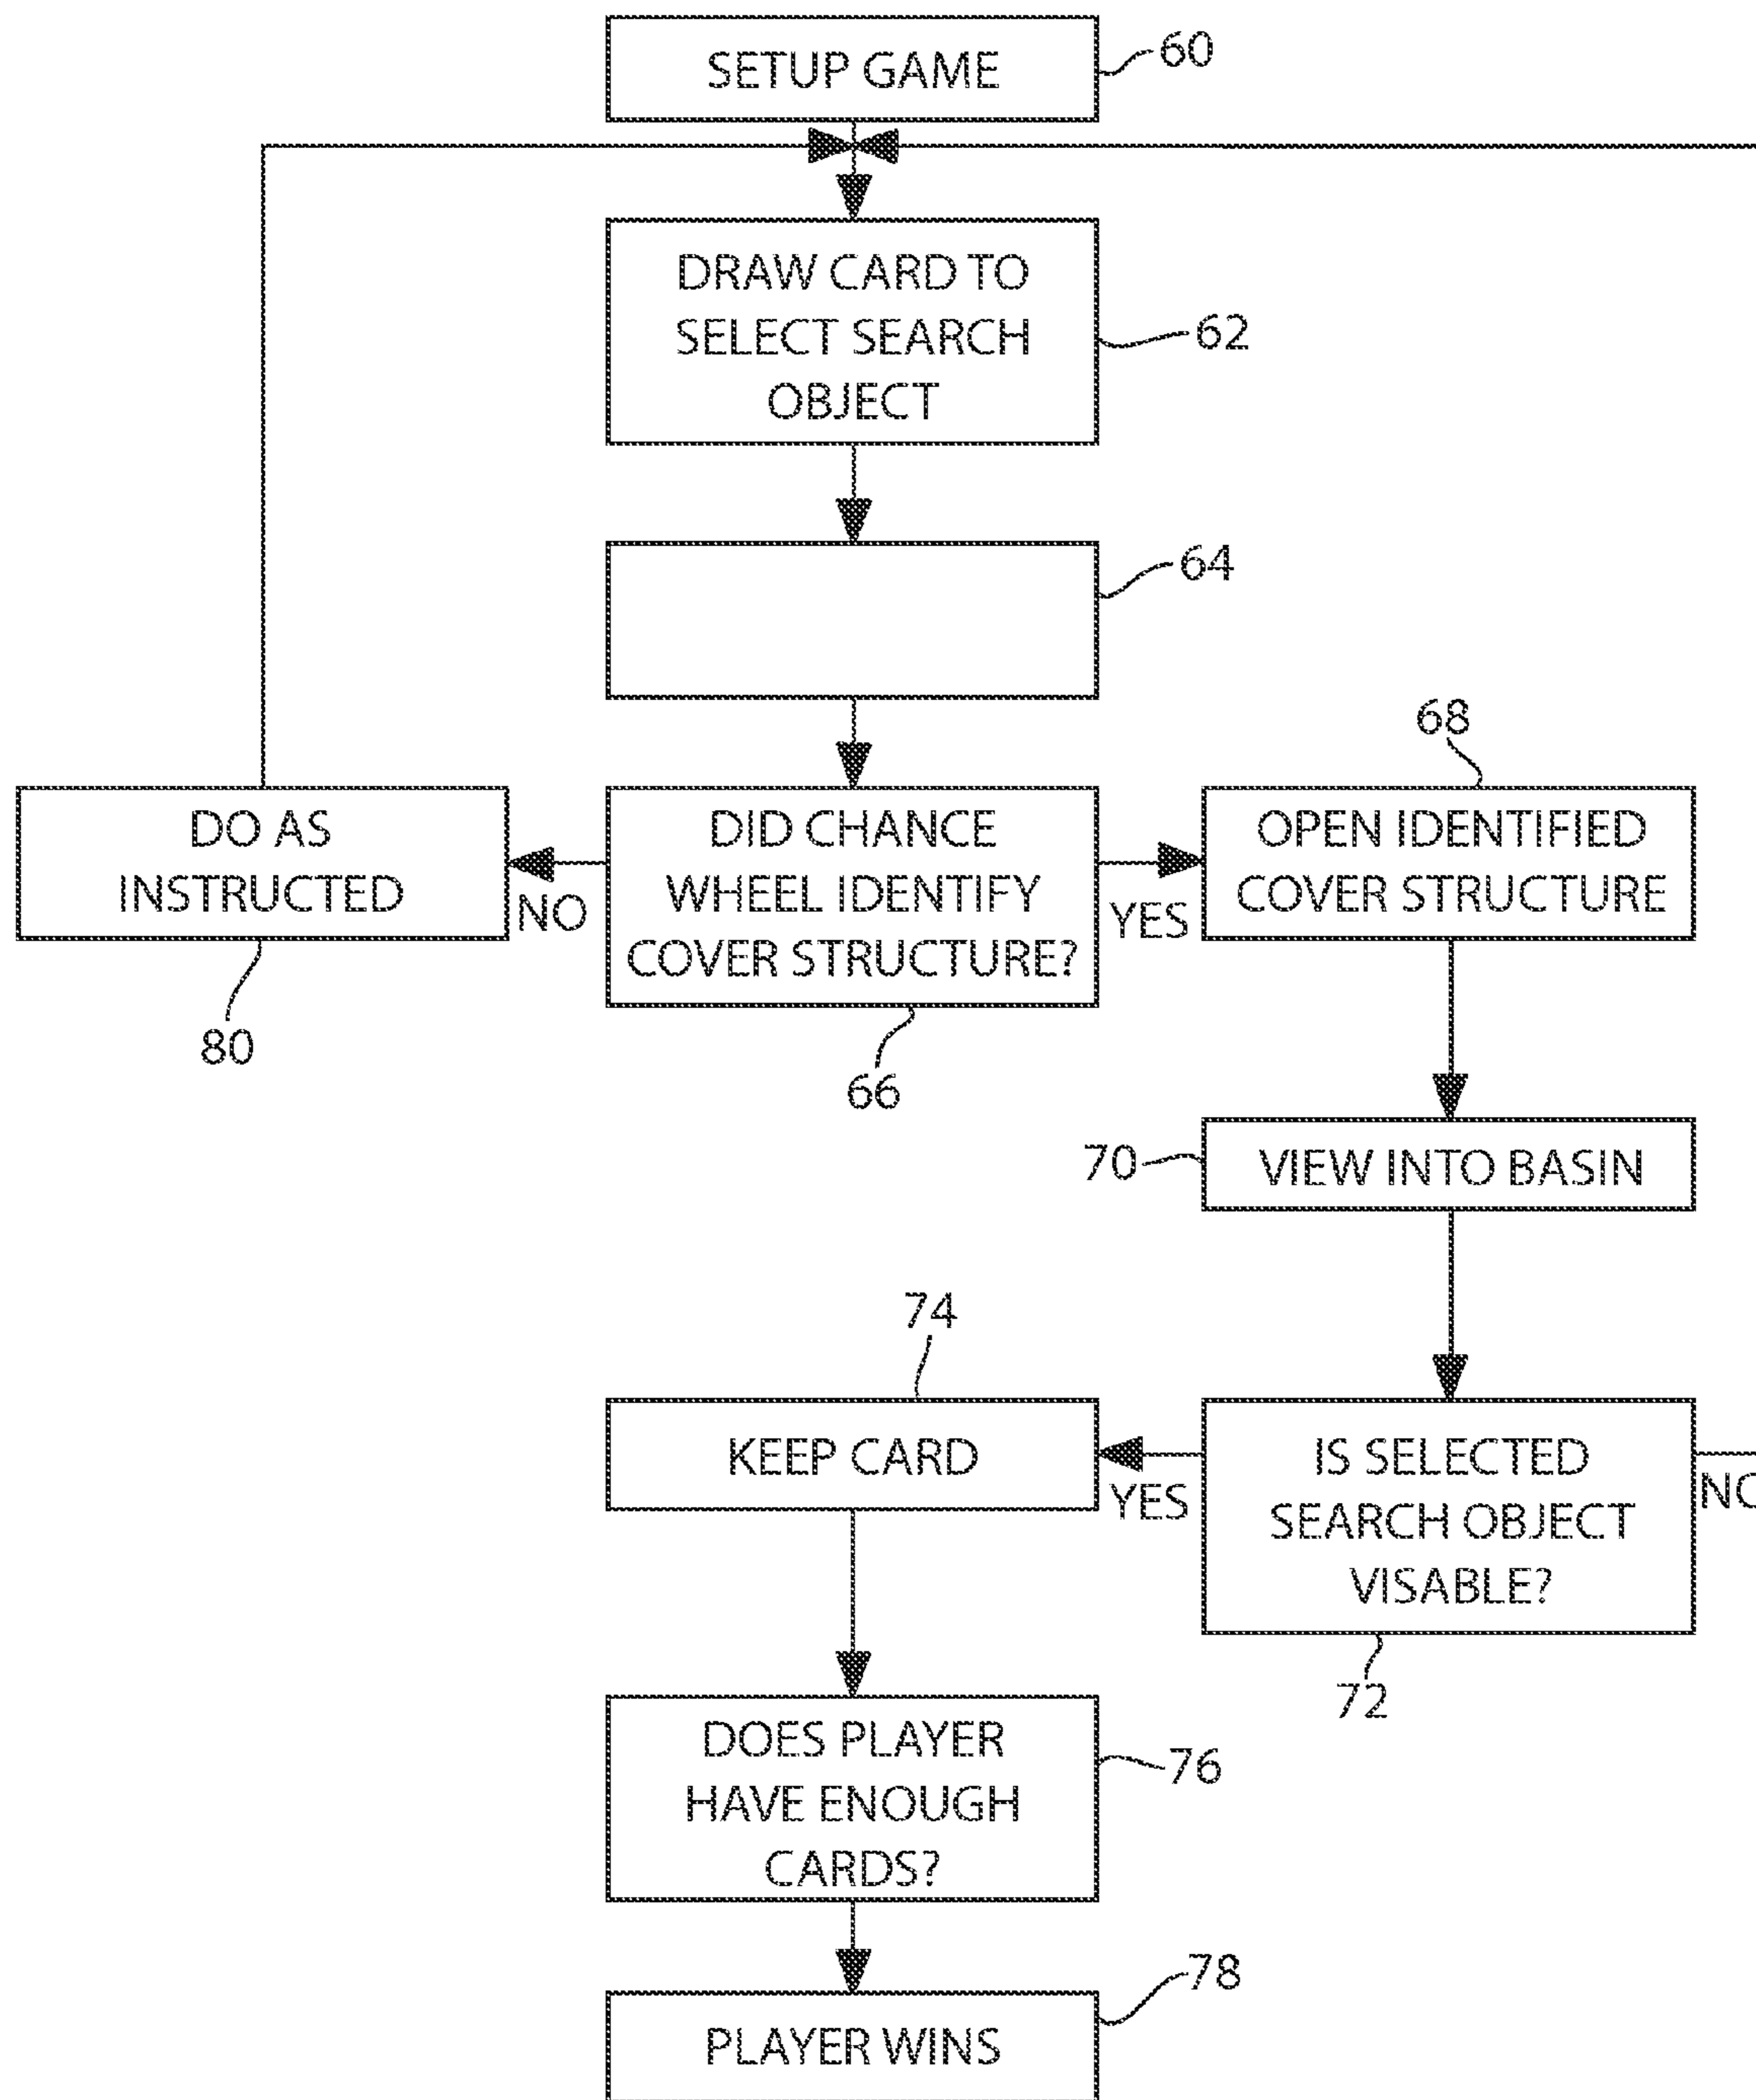 SETUP GAME
60
DRAW CARD TO
SELECT SEARCH
OBJECT
62
64
DO AS
INSTRUCTED
80
NO
DID CHANCE
WHEEL IDENTIFY
COVER STRUCTURE?
66
YES
68
OPEN IDENTIFIED
COVER STRUCTURE
70
VIEW INTO BASIN
74
KEEP CARD
YES
IS SELECTED
SEARCH OBJECT
VISABLE?
72
NO
DOES PLAYER
HAVE ENOUGH
CARDS?
76
78
PLAYER WINS